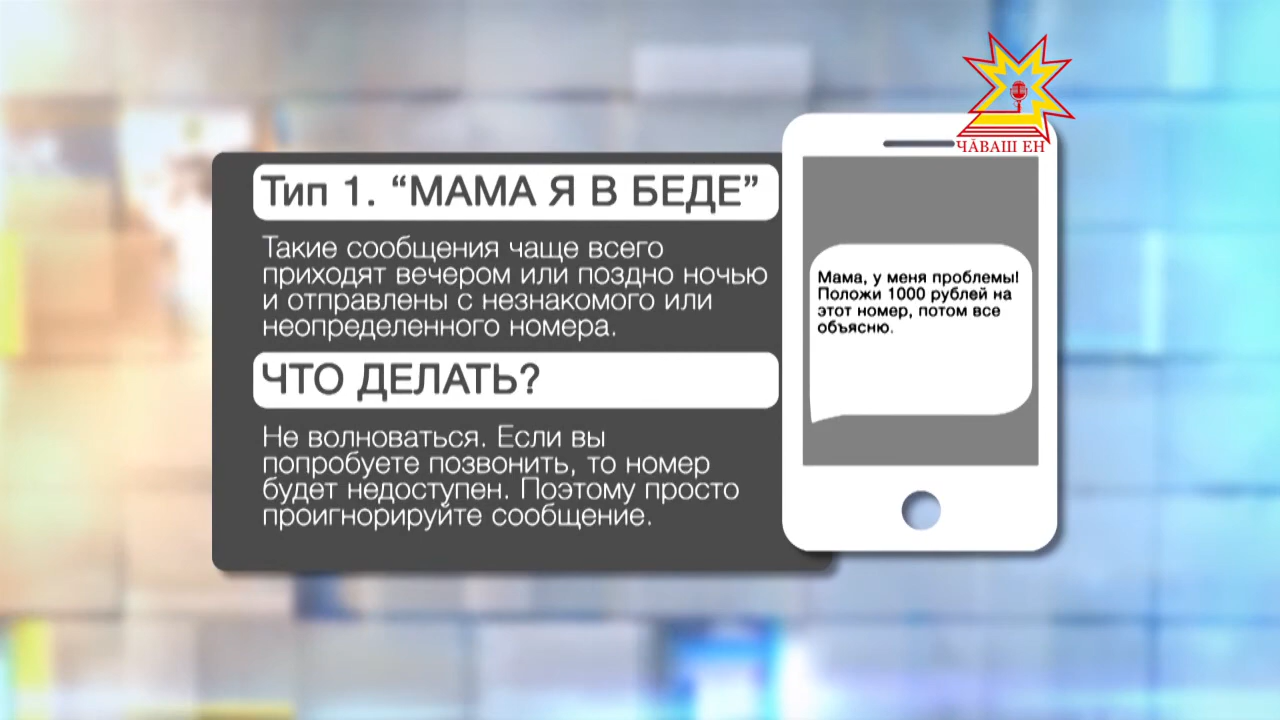 ЧӐВАШ ЕН
Тип 1. “МАМА Я В БЕДЕ”
Такие сообщения чаще всего
приходят вечером или поздно ночью
и отправлены с незнакомого или
неопределенного номера.
ЧТО ДЕЛАТЬ?
Не волноваться. Если вы
попробуете позвонить, то номер
будет недоступен. Поэтому просто
проигнорируйте сообщение.
Мама, у меня проблемы!
Положи 1000 рублей на
этот номер, потом все
объясню.